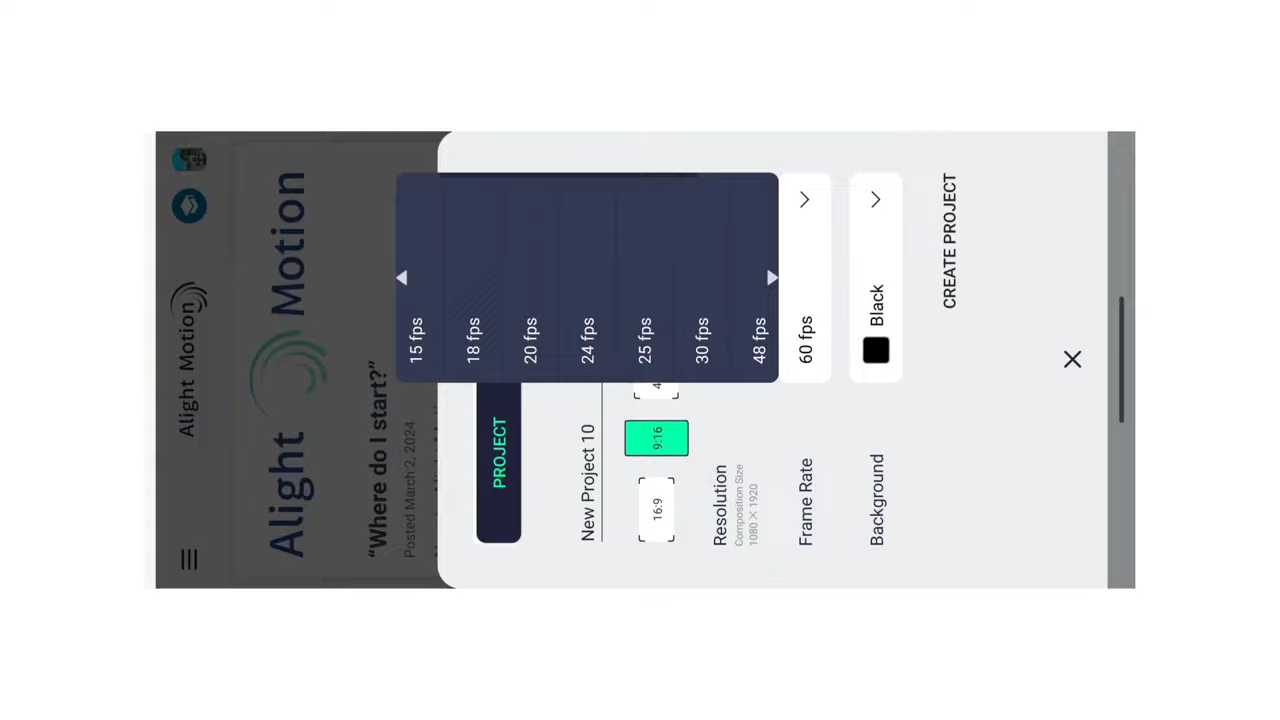 Alight Motion
Alight Motion
“Where do I start?”
Posted March 2, 2024
PROJECT
New Project 10
16:9
9:16
4
Resolution
Composition Size
1080 X 1920
15 fps
18 fps
20 fps
24 fps
25 fps
30 fps
48 fps
Frame Rate
60 fps
Background
Black
CREATE PROJECT